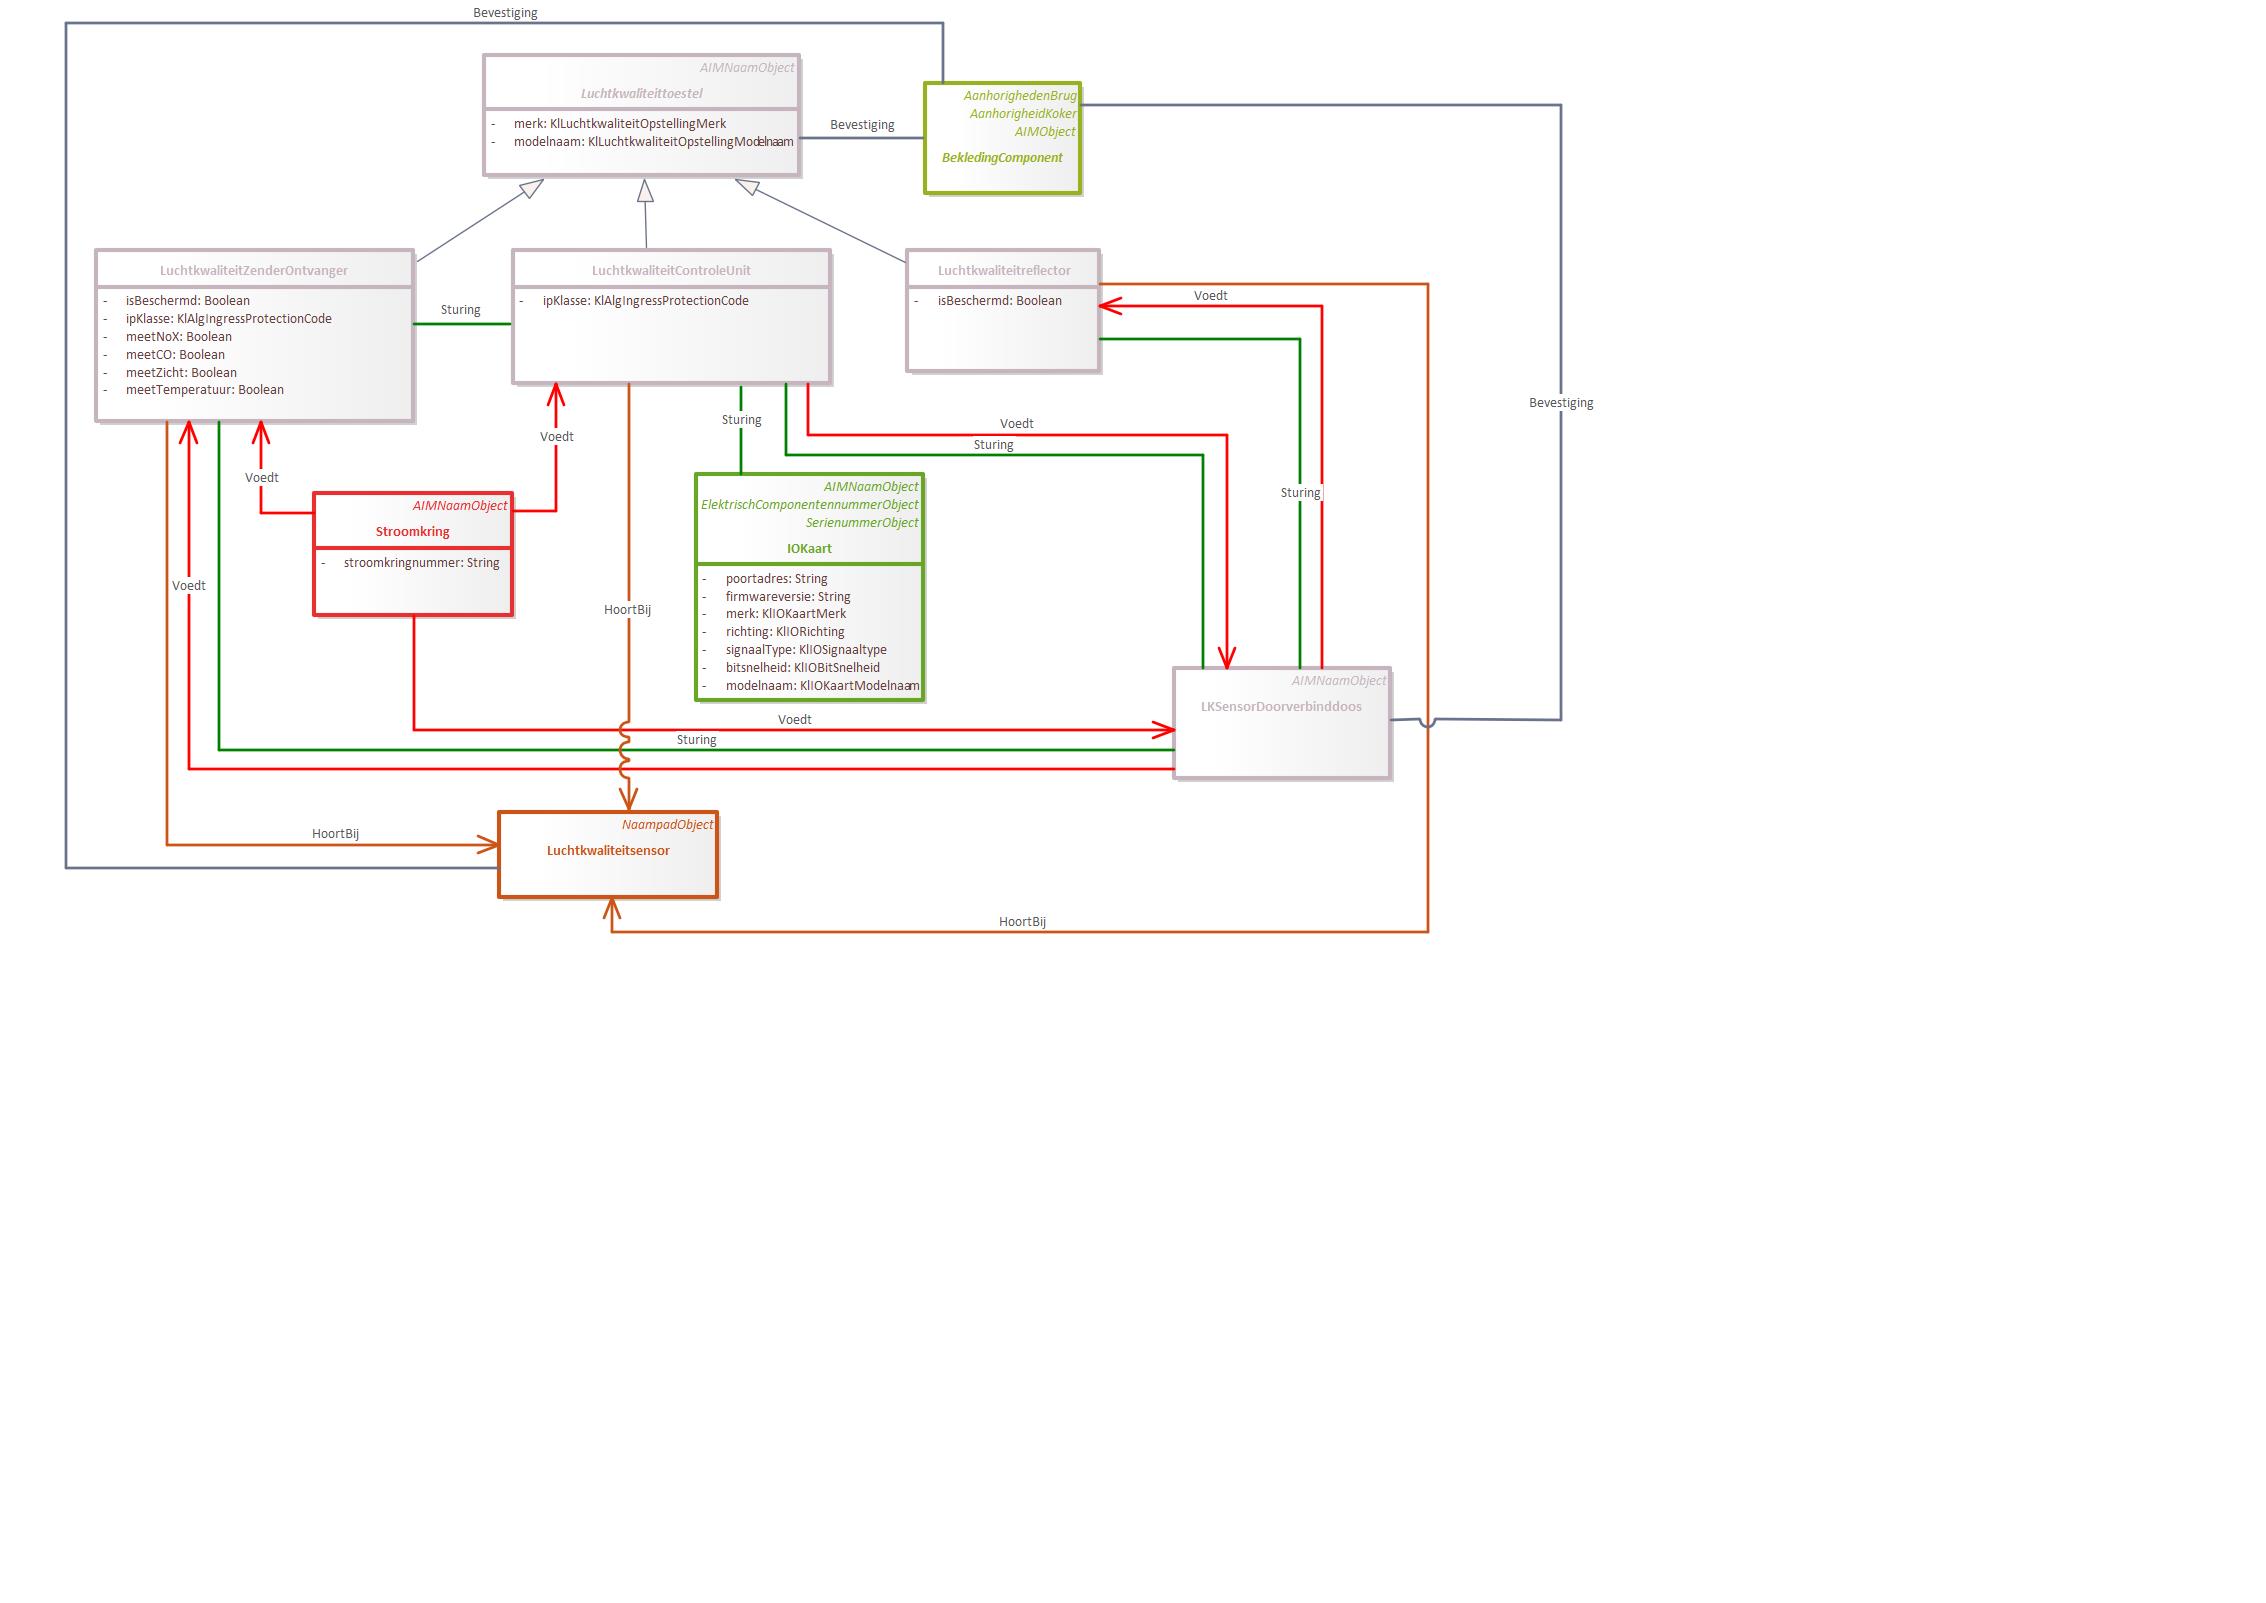 Bevestiging
AIMNaamObject
Luchtkwaliteittoestel
- merk: KlLuchtkwaliteitOpstellingMerk
- modelnaam: KlLuchtkwaliteitOpstellingModelnaam
Bevestiging
AanhorighedenBrug
AanhorigheidKoker
AIMObject
BekledingComponent
LuchtkwaliteitZenderOntvanger
- isBeschermd: Boolean
- ipKlasse: KlAlgIngressProtectionCode
- meetNoX: Boolean
- meetCO: Boolean
- meetZicht: Boolean
- meetTemperatuur: Boolean
Sturing
LuchtkwaliteitControleUnit
- ipKlasse: KlAlgIngressProtectionCode
Luchtkwaliteitreflector
- isBeschermd: Boolean
Voedt
Bevestiging
Sturing
Voedt
Voedt
Sturing
Voedt
Sturing
AIMNaamObject
Stroomkring
- stroomkringnummer: String
AIMNaamObject
ElektrischComponentennummerObject
SerienummerObject
IOKaart
- poortadres: String
- firmwareversie: String
- merk: KlIOKaartMerk
- richting: KlIORichting
- signaalType: KlIOSignaaltype
- bitsnelheid: KlIOBitSnelheid
- modelnaam: KlIOKaartModelnaam
Voedt
HoortBij
AIMNaamObject
LKSensorDoorverbinddoos
Voedt
Sturing
HoortBij
NaampadObject
Luchtkwaliteitsensor
HoortBij